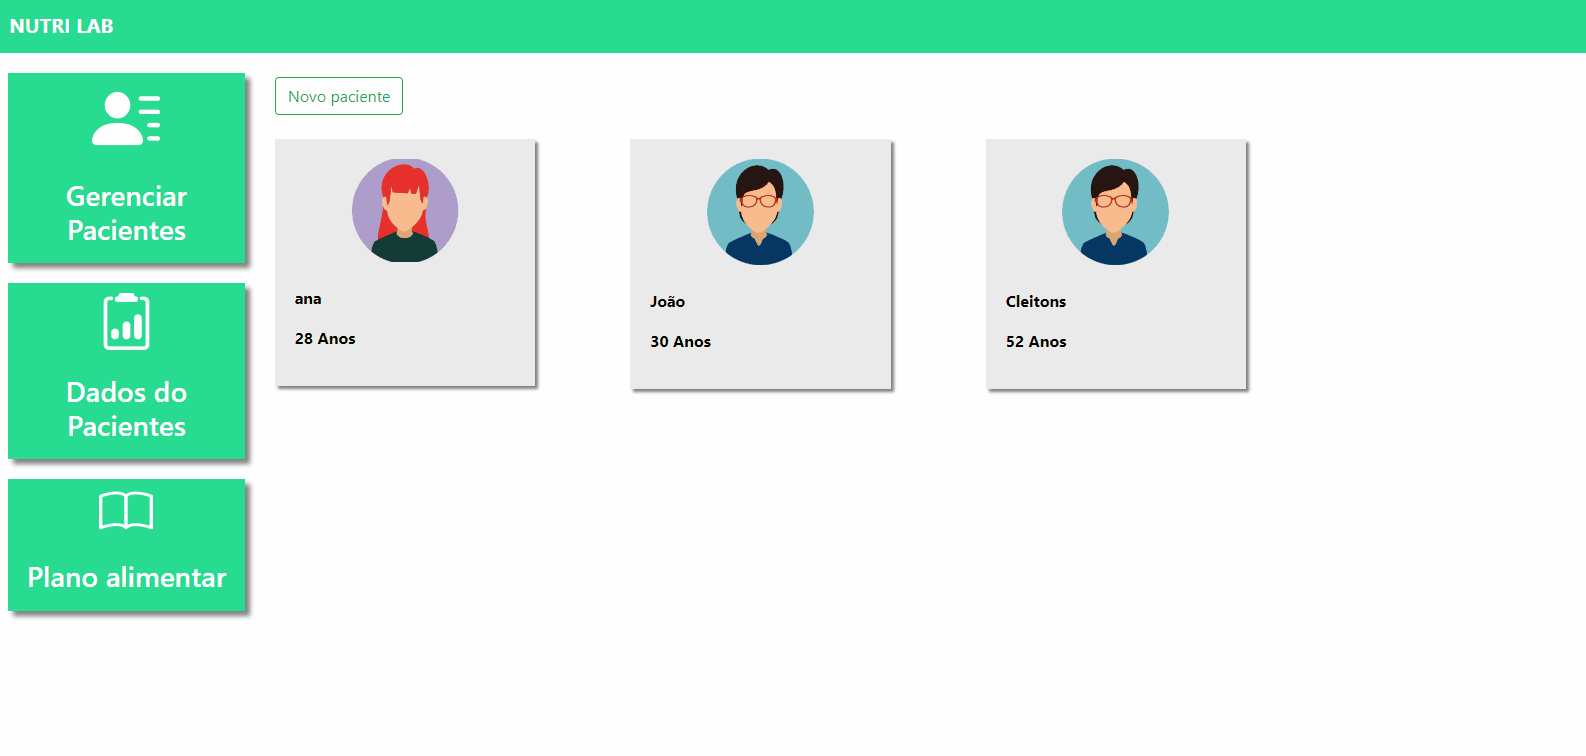 NUTRI LAB
Gerenciar
Pacientes
Dados do
Pacientes
Plano alimentar
Novo paciente
ana
28 Anos
João
30 Anos
Cleitons
52 Anos